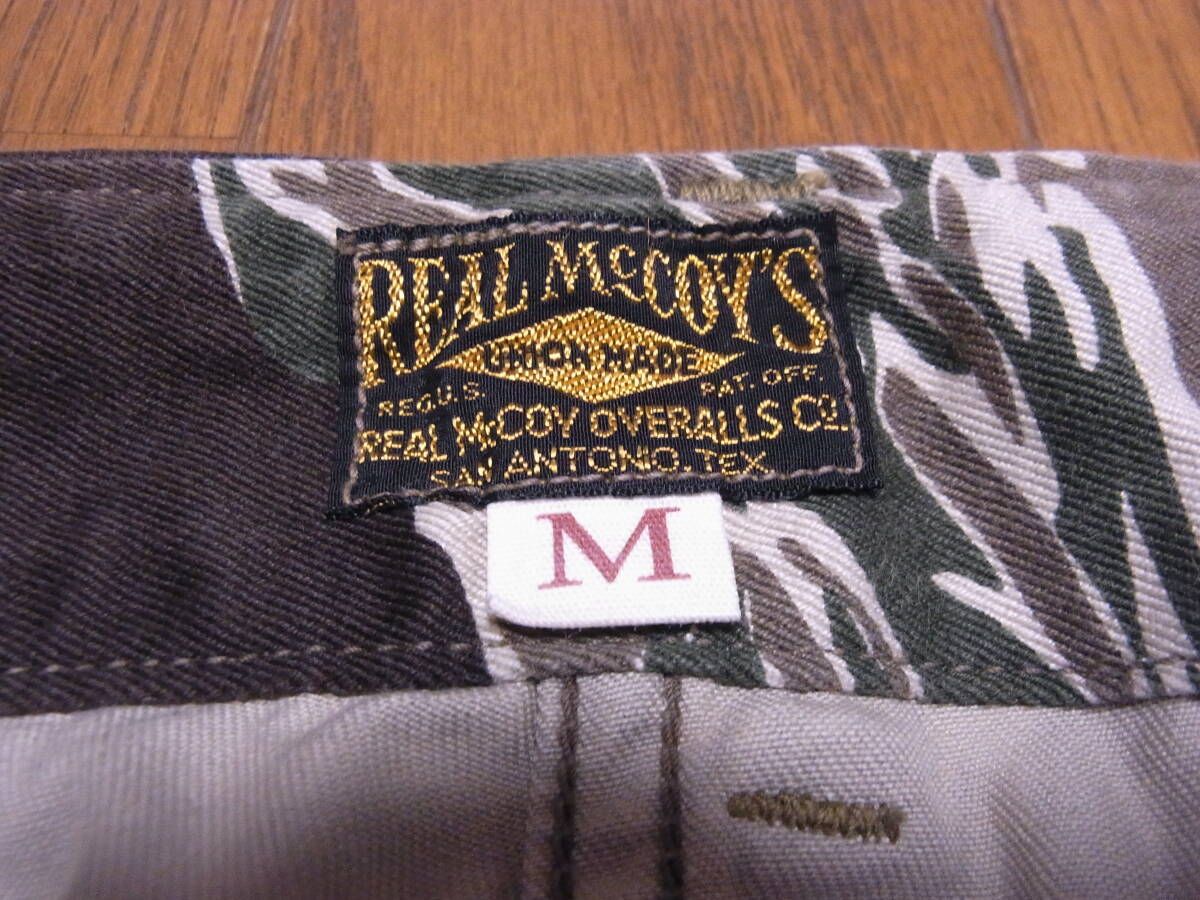 REAL McCOY'S
UNION MADE
REG. U.S. PAT. OFF.
REAL McCOY OVERALLS Co.
SAN ANTONIO, TEX.
M